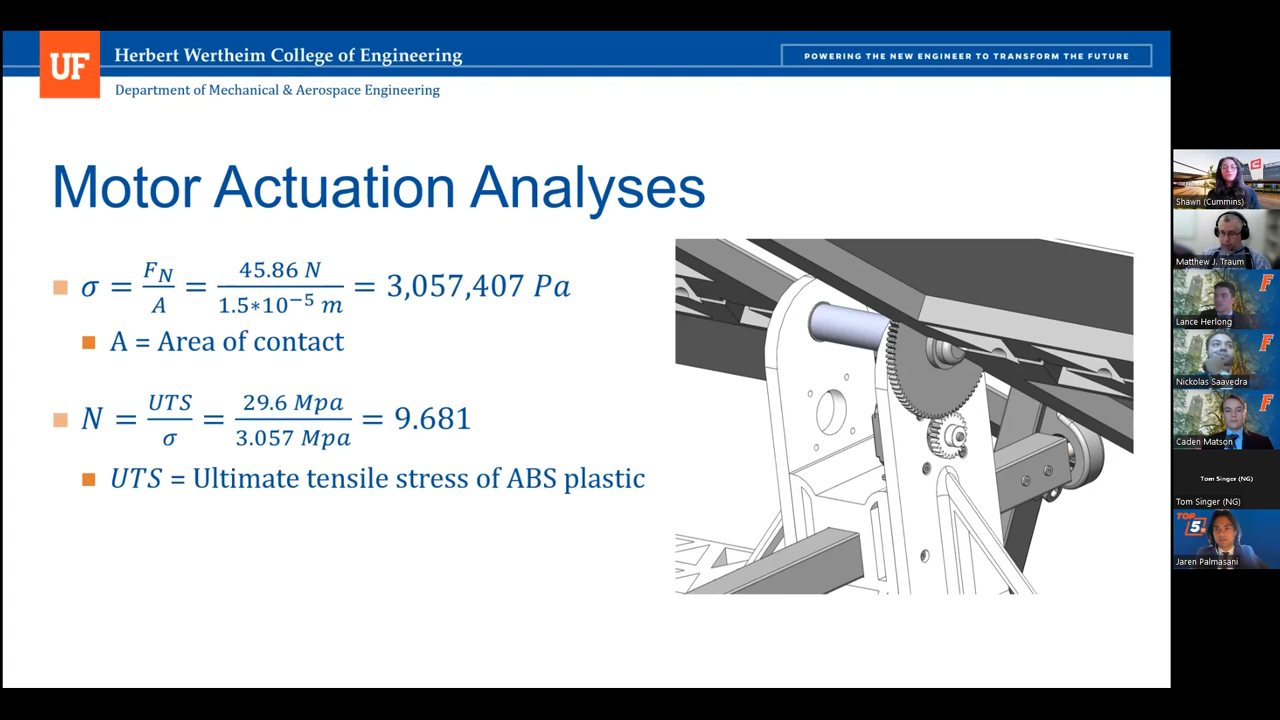 UF
Herbert Wertheim College of Engineering
POWERING THE NEW ENGINEER TO TRANSFORM THE FUTURE
Department of Mechanical & Aerospace Engineering
Motor Actuation Analyses
σ = F_N / A = 45.86 N / 1.5*10^−5 m = 3,057,407 Pa
A = Area of contact
N = UTS / σ = 29.6 Mpa / 3.057 Mpa = 9.681
UTS = Ultimate tensile stress of ABS plastic
Shawn (Cummins)
Matthew J. Traum
F
Lance Herlong
F
Nickolas Saavedra
F
Caden Matson
Tom Singer (NG)
Tom Singer (NG)
TOP
5
Jaren Palmasani